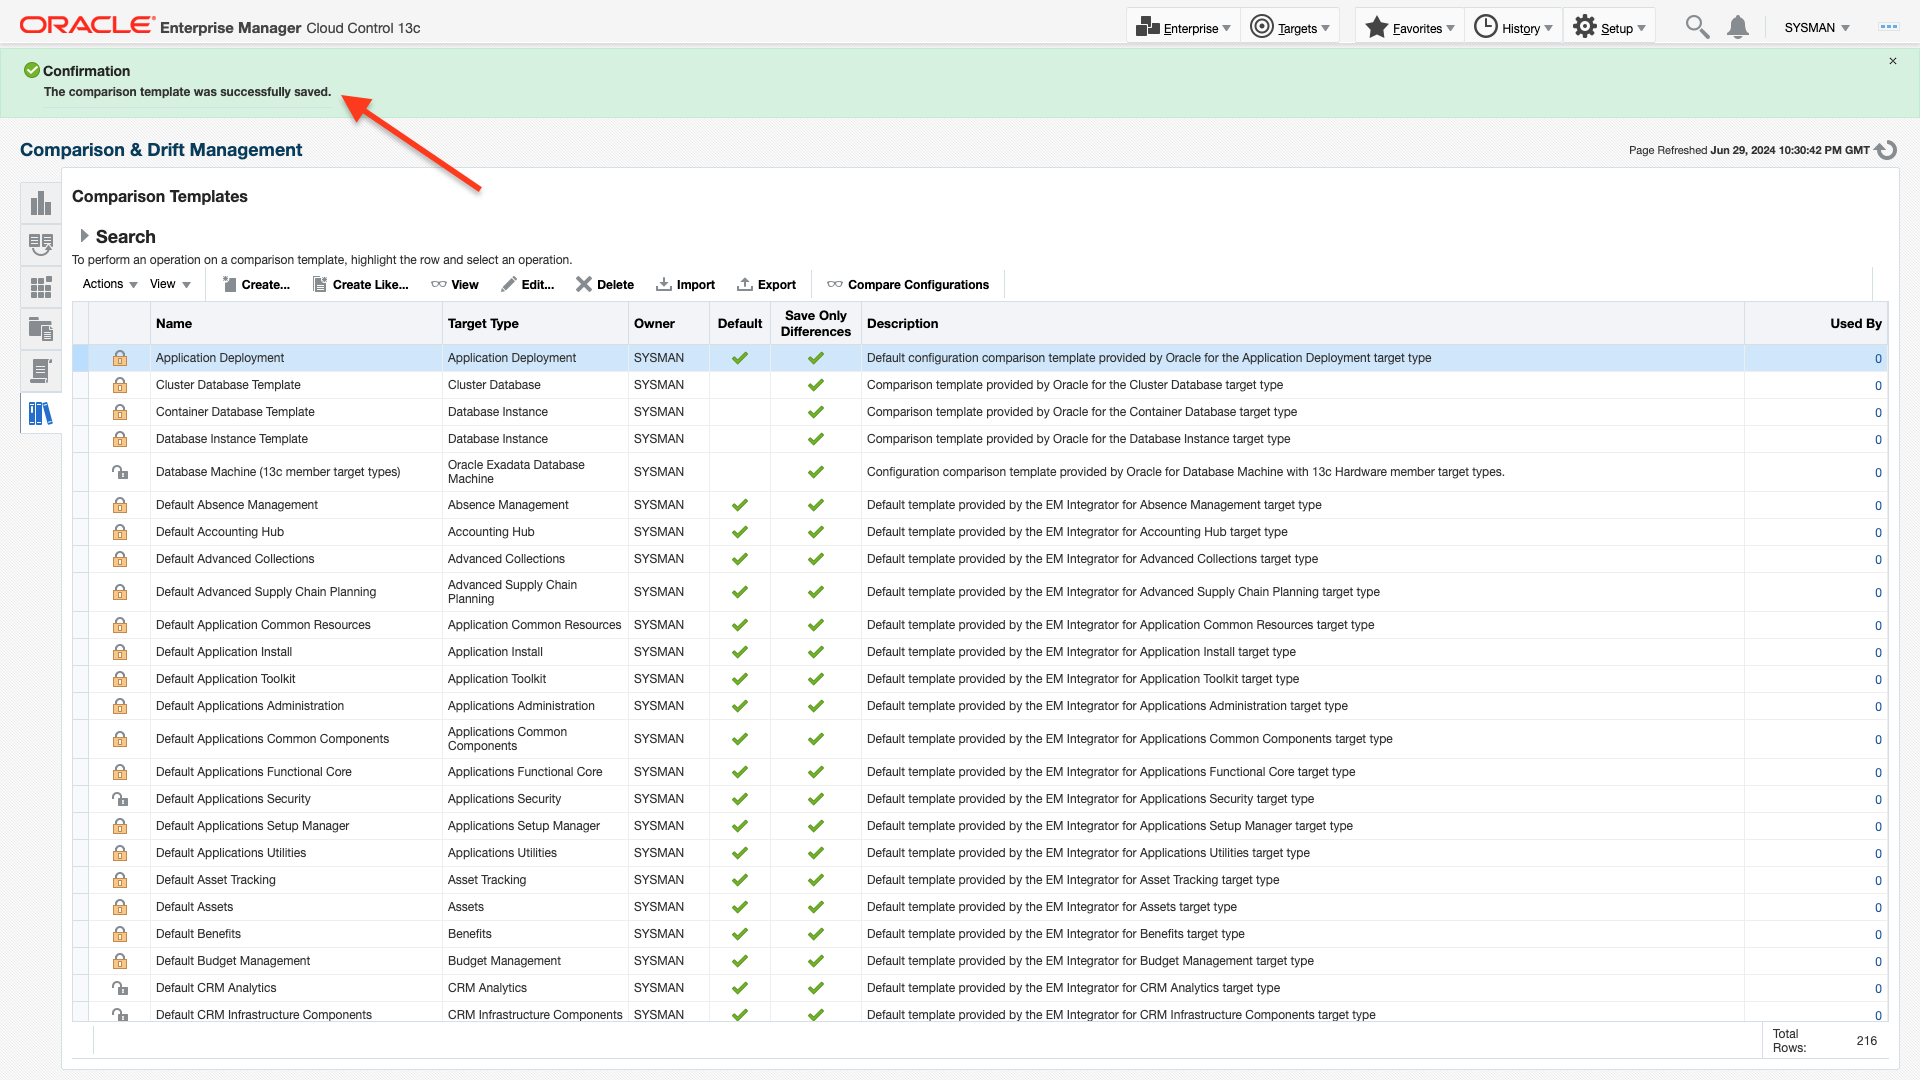 ORACLE Enterprise Manager Cloud Control 13c
Enterprise Targets Favorites History Setup SYSMAN
Confirmation
The comparison template was successfully saved.
Comparison & Drift Management
Page Refreshed Jun 29, 2024 10:30:42 PM GMT
Comparison Templates
Search
To perform an operation on a comparison template, highlight the row and select an operation.
Actions View Create... Create Like... View Edit... Delete Import Export Compare Configurations
Name Target Type Owner Default Save Only Differences Description Used By
Application Deployment Application Deployment SYSMAN Default configuration comparison template provided by Oracle for the Application Deployment target type 0
Cluster Database Template Cluster Database SYSMAN Comparison template provided by Oracle for the Cluster Database target type 0
Container Database Template Database Instance SYSMAN Comparison template provided by Oracle for the Container Database target type 0
Database Instance Template Database Instance SYSMAN Comparison template provided by Oracle for the Database Instance target type 0
Database Machine (13c member target types) Oracle Exadata Database Machine SYSMAN Configuration comparison template provided by Oracle for Database Machine with 13c Hardware member target types. 0
Default Absence Management Absence Management SYSMAN Default template provided by the EM Integrator for Absence Management target type 0
Default Accounting Hub Accounting Hub SYSMAN Default template provided by the EM Integrator for Accounting Hub target type 0
Default Advanced Collections Advanced Collections SYSMAN Default template provided by the EM Integrator for Advanced Collections target type 0
Default Advanced Supply Chain Planning Advanced Supply Chain Planning SYSMAN Default template provided by the EM Integrator for Advanced Supply Chain Planning target type 0
Default Application Common Resources Application Common Resources SYSMAN Default template provided by the EM Integrator for Application Common Resources target type 0
Default Application Install Application Install SYSMAN Default template provided by the EM Integrator for Application Install target type 0
Default Application Toolkit Application Toolkit SYSMAN Default template provided by the EM Integrator for Application Toolkit target type 0
Default Applications Administration Applications Administration SYSMAN Default template provided by the EM Integrator for Applications Administration target type 0
Default Applications Common Components Applications Common Components SYSMAN Default template provided by the EM Integrator for Applications Common Components target type 0
Default Applications Functional Core Applications Functional Core SYSMAN Default template provided by the EM Integrator for Applications Functional Core target type 0
Default Applications Security Applications Security SYSMAN Default template provided by the EM Integrator for Applications Security target type 0
Default Applications Setup Manager Applications Setup Manager SYSMAN Default template provided by the EM Integrator for Applications Setup Manager target type 0
Default Applications Utilities Applications Utilities SYSMAN Default template provided by the EM Integrator for Applications Utilities target type 0
Default Asset Tracking Asset Tracking SYSMAN Default template provided by the EM Integrator for Asset Tracking target type 0
Default Assets Assets SYSMAN Default template provided by the EM Integrator for Assets target type 0
Default Benefits Benefits SYSMAN Default template provided by the EM Integrator for Benefits target type 0
Default Budget Management Budget Management SYSMAN Default template provided by the EM Integrator for Budget Management target type 0
Default CRM Analytics CRM Analytics SYSMAN Default template provided by the EM Integrator for CRM Analytics target type 0
Default CRM Infrastructure Components CRM Infrastructure Components SYSMAN Default template provided by the EM Integrator for CRM Infrastructure Components target type 0
Total Rows: 216